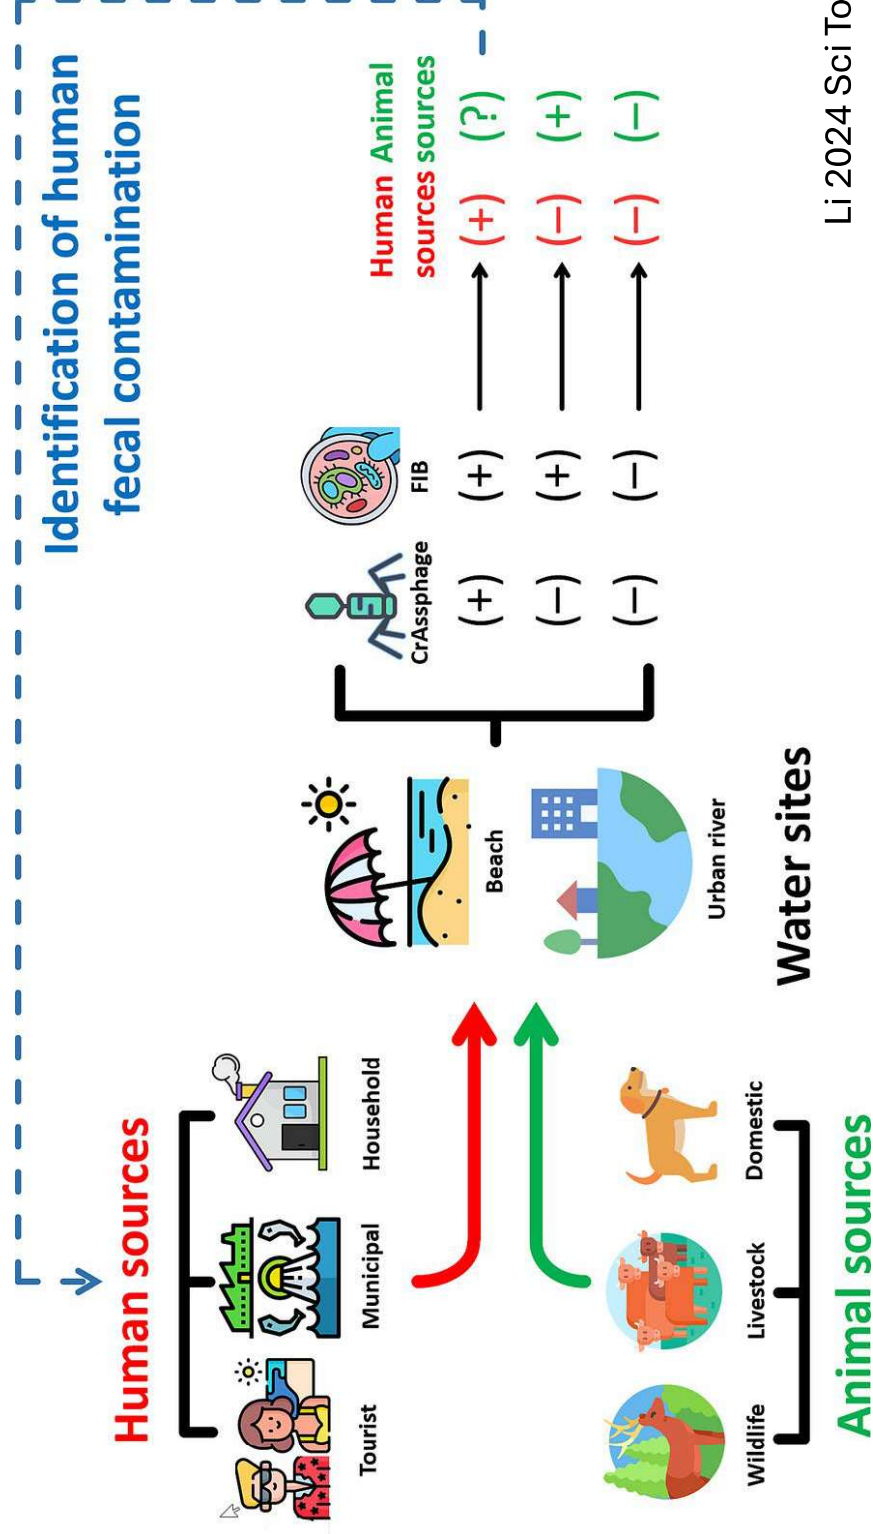 Identification of human
fecal contamination
Human sources
Tourist
Municipal
Household
Wildlife
Livestock
Domestic
Animal sources
Beach
Urban river
Water sites
CrAssphage
FIB
Human Animal
sources sources
(+) (+) (+) (?)
(−) (+) (−) (+)
(−) (−) (−) (−)
Li 2024 Sci To